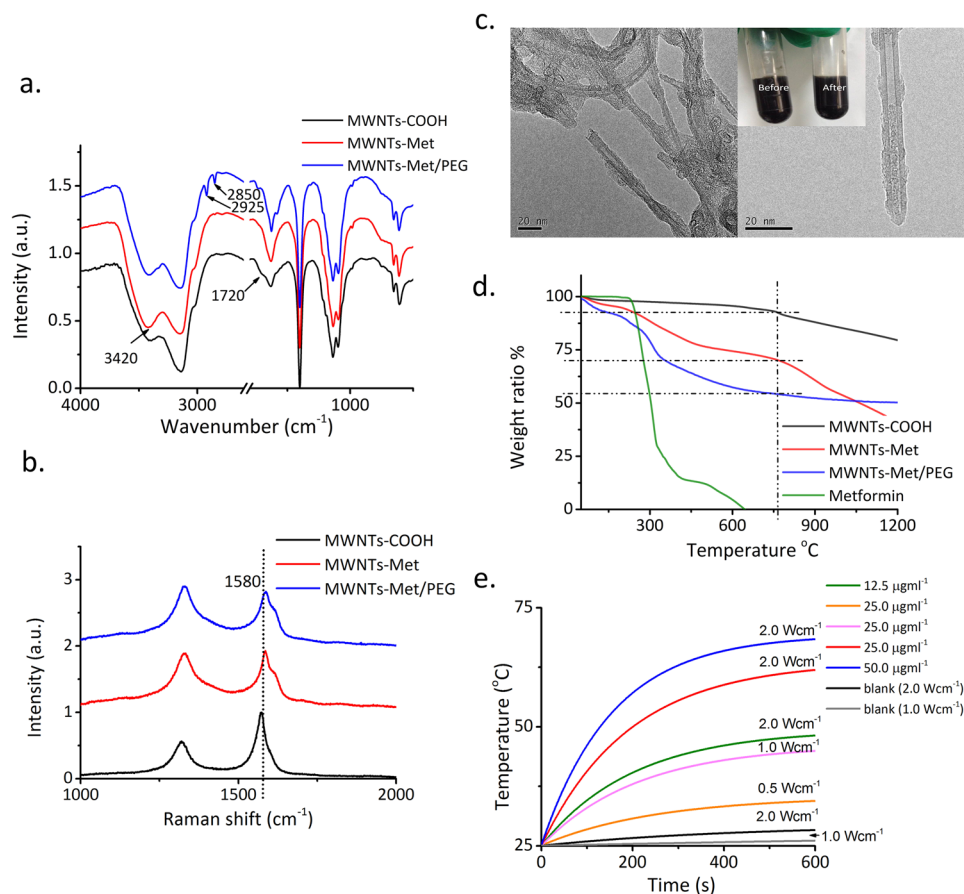 a.
MWNTs-COOH
MWNTs-Met
MWNTs-Met/PEG
2850
2925
1720
3420
Intensity (a.u.)
1.5
1.0
0.5
0.0
4000 3000 1000
Wavenumber (cm⁻¹)
b.
MWNTs-COOH
MWNTs-Met
MWNTs-Met/PEG
1580
Intensity (a.u.)
3
2
1
0
1000 1500 2000
Raman shift (cm⁻¹)
c.
Before After
20 nm
20 nm
d.
Weight ratio %
100
75
50
25
0
MWNTs-COOH
MWNTs-Met
MWNTs-Met/PEG
Metformin
300 600 900 1200
Temperature °C
e.
Temperature (°C)
75
50
25
12.5 µgml⁻¹
25.0 µgml⁻¹
25.0 µgml⁻¹
25.0 µgml⁻¹
50.0 µgml⁻¹
blank (2.0 Wcm⁻¹)
blank (1.0 Wcm⁻¹)
2.0 Wcm⁻¹
2.0 Wcm⁻¹
2.0 Wcm⁻¹
1.0 Wcm⁻¹
0.5 Wcm⁻¹
2.0 Wcm⁻¹
1.0 Wcm⁻¹
0 200 400 600
Time (s)